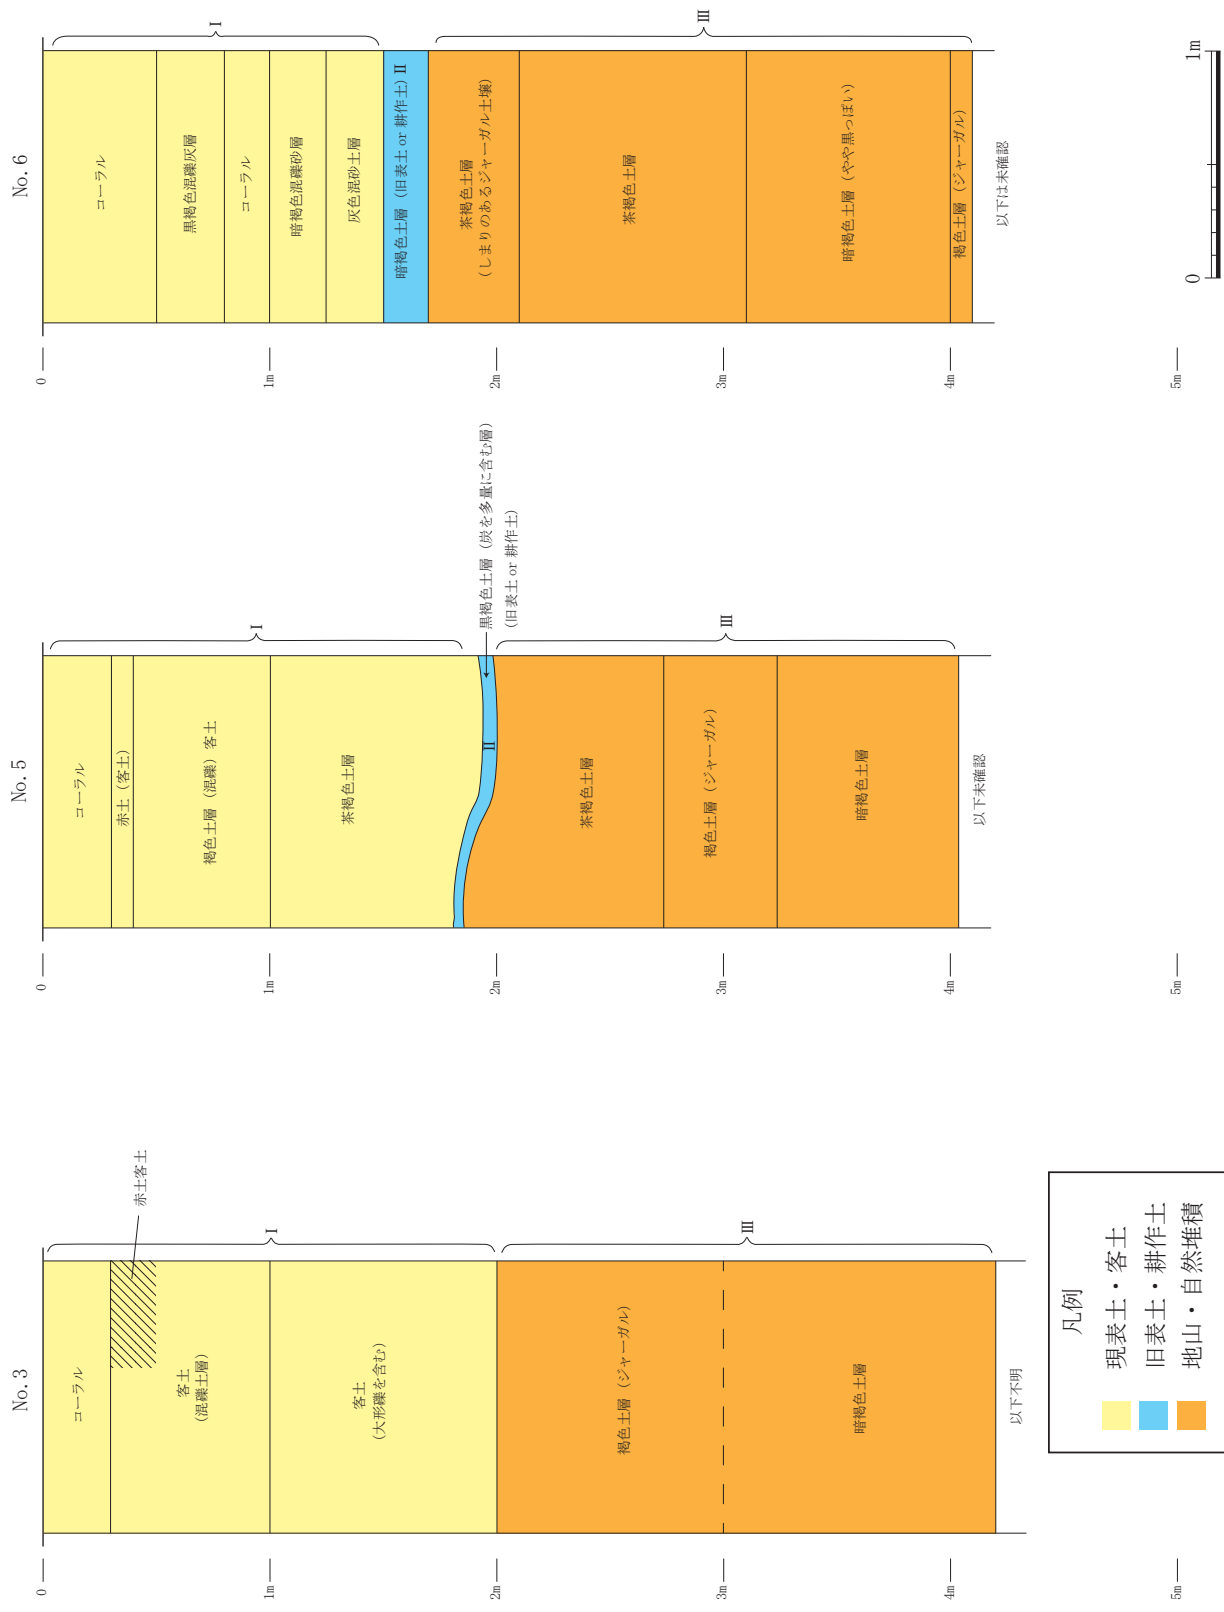 No. 3
0
1m
2m
3m
4m
5m
コーラル
赤土客土
客土
(混礫土層)
客土
(大形礫を含む)
I
褐色土層 (ジャーガル)
暗褐色土層
III
以下不明
No. 5
0
1m
2m
3m
4m
5m
コーラル
赤土 (客土)
褐色土層 (混礫) 客土
茶褐色土層
I
II
黒褐色土層 (炭を多量に含む層)
(旧表土 or 耕作土)
茶褐色土層
褐色土層 (ジャーガル)
暗褐色土層
III
以下未確認
No. 6
0
1m
2m
3m
4m
5m
コーラル
黒褐色混礫灰層
コーラル
暗褐色混礫砂層
灰色混砂土層
I
暗褐色土層 (旧表土 or 耕作土) II
茶褐色土層
(しまりのあるジャーガル土壌)
茶褐色土層
暗褐色土層 (やや黒っぽい)
褐色土層 (ジャーガル)
III
以下は未確認
凡例
現表土・客土
旧表土・耕作土
地山・自然堆積
0
1m